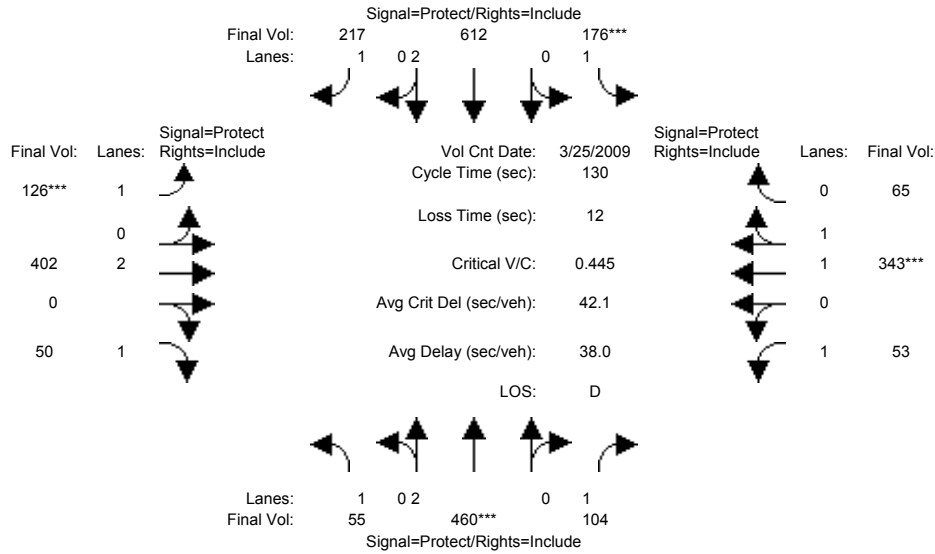 Signal=Protect/Rights=Include
Final Vol: 217 612 176***
Lanes: 1 0 2 0 1
Signal=Protect Signal=Protect
Final Vol: Lanes: Rights=Include Vol Cnt Date: 3/25/2009 Rights=Include Lanes: Final Vol:
Cycle Time (sec): 130
126*** 1 0 65
Loss Time (sec): 12
0 1
402 2 Critical V/C: 0.445 1 343***
0 Avg Crit Del (sec/veh): 42.1 0
50 1 Avg Delay (sec/veh): 38.0 1 53
LOS: D
Lanes: 1 0 2 0 1
Final Vol: 55 460*** 104
Signal=Protect/Rights=Include